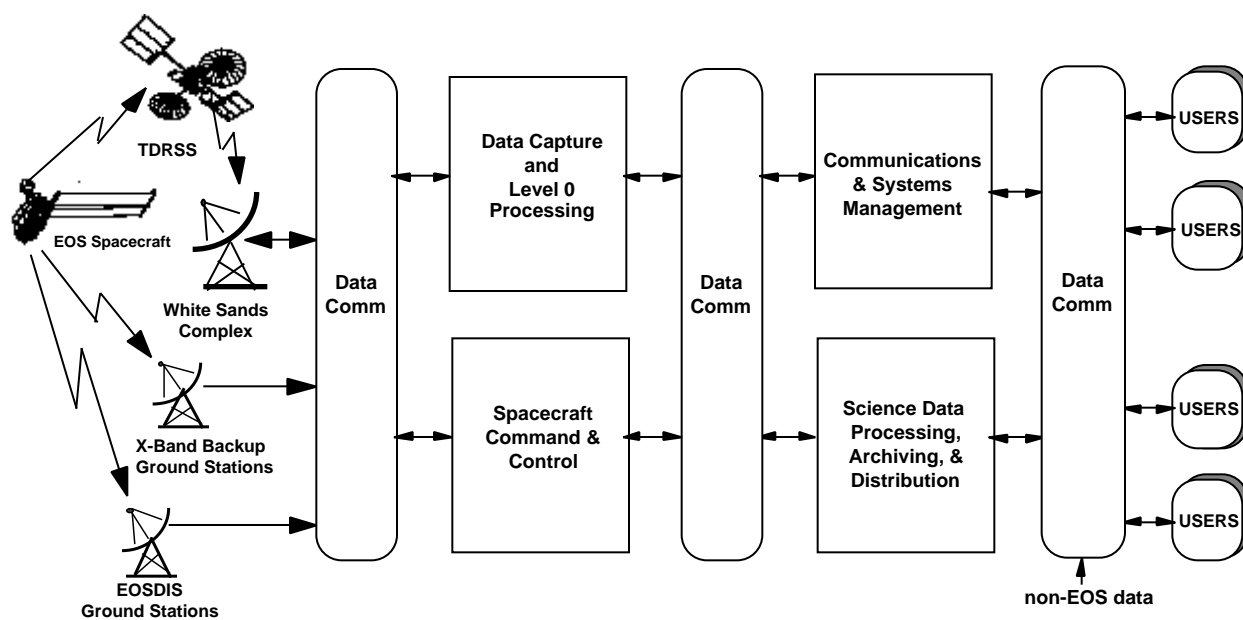 TDRSS
EOS Spacecraft
White Sands
Complex
X-Band Backup
Ground Stations
EOSDIS
Ground Stations
Data
Comm
Data Capture
and
Level 0
Processing
Spacecraft
Command &
Control
Data
Comm
Communications
& Systems
Management
Science Data
Processing,
Archiving, &
Distribution
Data
Comm
non-EOS data
USERS
USERS
USERS
USERS